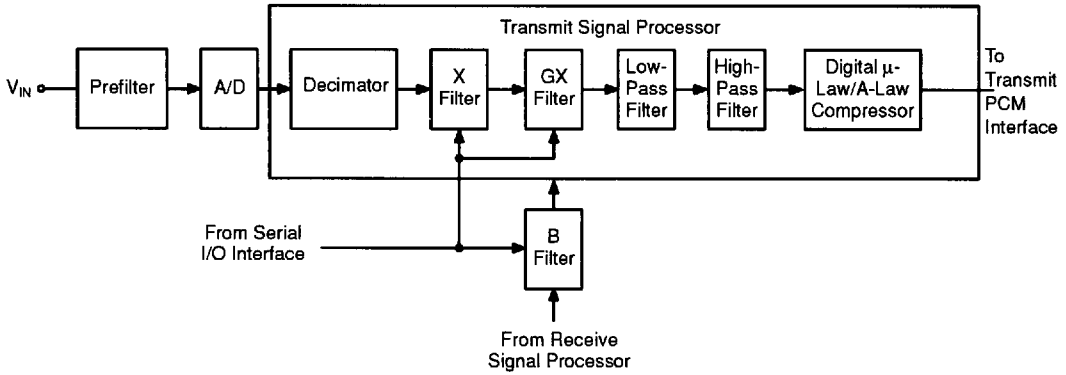 Transmit Signal Processor
V_IN
Prefilter
A/D
Decimator
X
Filter
GX
Filter
Low-
Pass
Filter
High-
Pass
Filter
Digital μ-
Law/A-Law
Compressor
To
Transmit
PCM
Interface
From Serial
I/O Interface
B
Filter
From Receive
Signal Processor